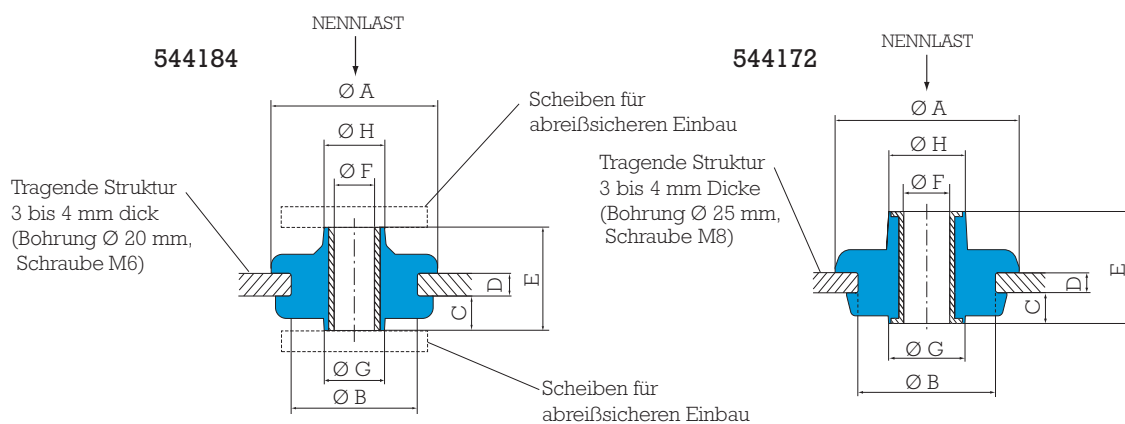 NENNLAST
544184
Ø A
Scheiben für
abreißsicheren Einbau
Ø H
Ø F
Tragende Struktur
3 bis 4 mm dick
(Bohrung Ø 20 mm,
Schraube M6)
E
D
C
Ø G
Ø B
Scheiben für
abreißsicheren Einbau
NENNLAST
544172
Ø A
Ø H
Tragende Struktur
3 bis 4 mm Dicke
(Bohrung Ø 25 mm,
Schraube M8)
Ø F
E
D
C
Ø G
Ø B